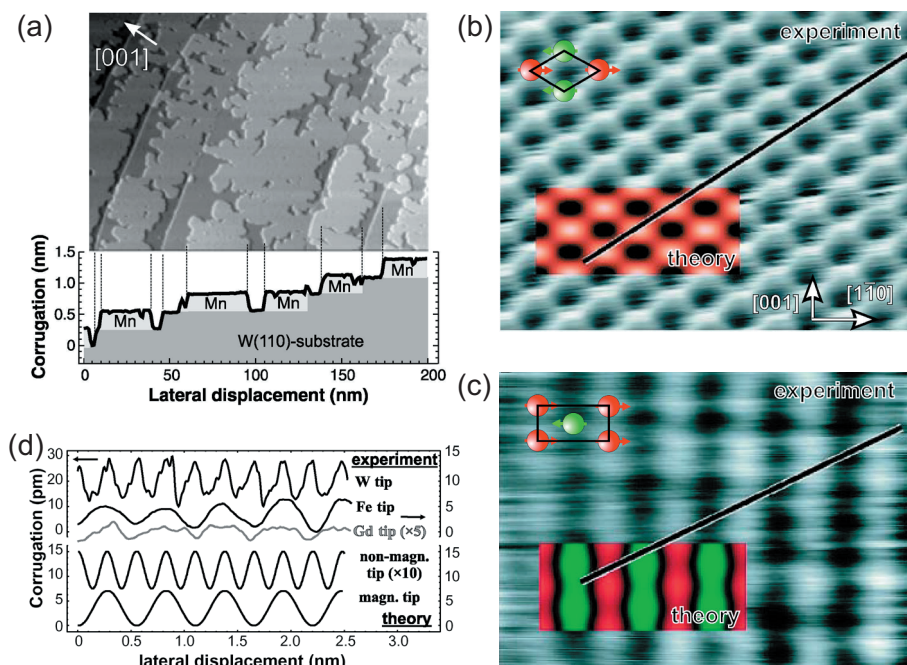 (a)
[001]
Corrugation (nm)
1.5
1.0
0.5
0
Mn
Mn
Mn
Mn
W(110)-substrate
0
50
100
150
200
Lateral displacement (nm)
(b)
experiment
theory
[001]
[11̅0]
(c)
experiment
theory
(d)
Corrugation (pm)
30
20
10
0
15
10
5
0
experiment
W tip
Fe tip
Gd tip (×5)
15
10
5
0
non-magn.
tip (×10)
magn. tip
theory
15
10
5
0
0
0.5
1.0
1.5
2.0
2.5
3.0
lateral displacement (nm)